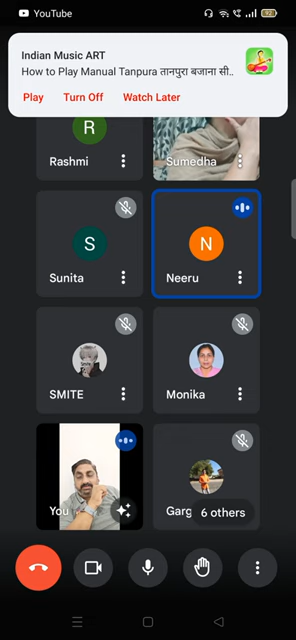 YouTube
Indian Music ART
How to Play Manual Tanpura तानपुरा बजाना सी..
Play Turn Off Watch Later
R
Rashmi
Sumedha
S
Sunita
N
Neeru
SMITE
Monika
You
Garg
6 others